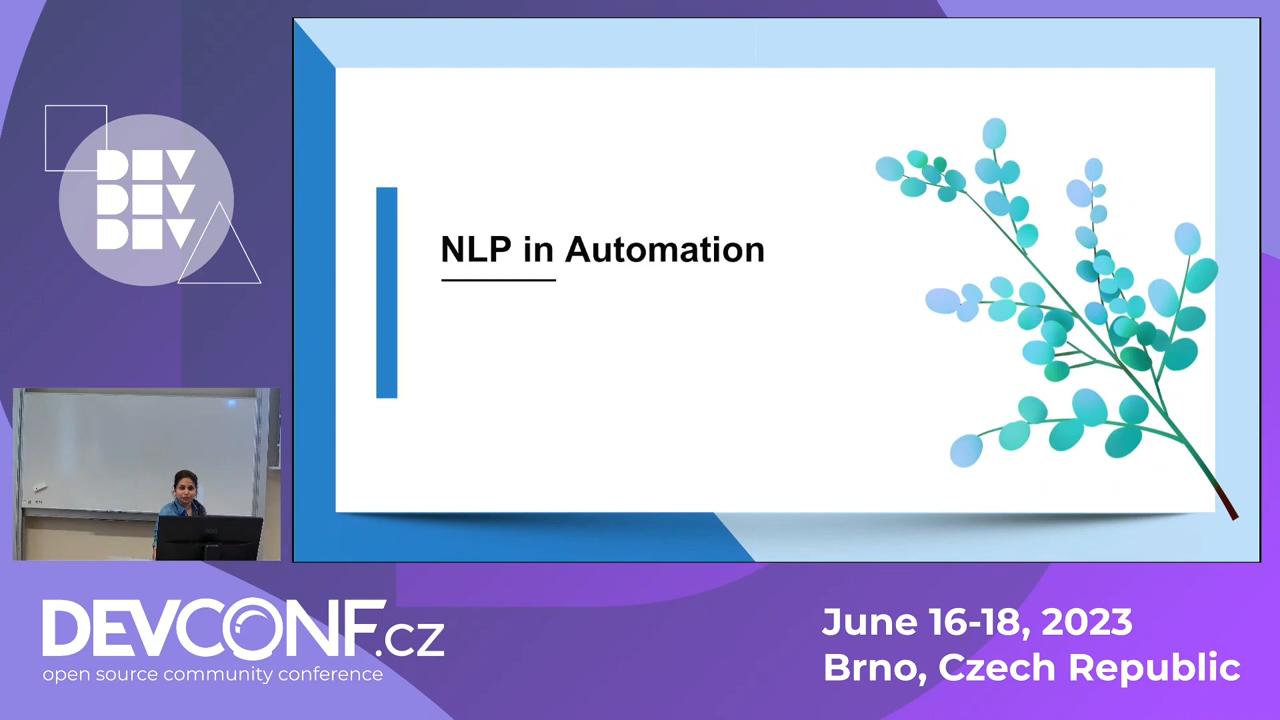 DEV
DEV
DEV
NLP in Automation
DEVCONF.cz
open source community conference
June 16-18, 2023
Brno, Czech Republic